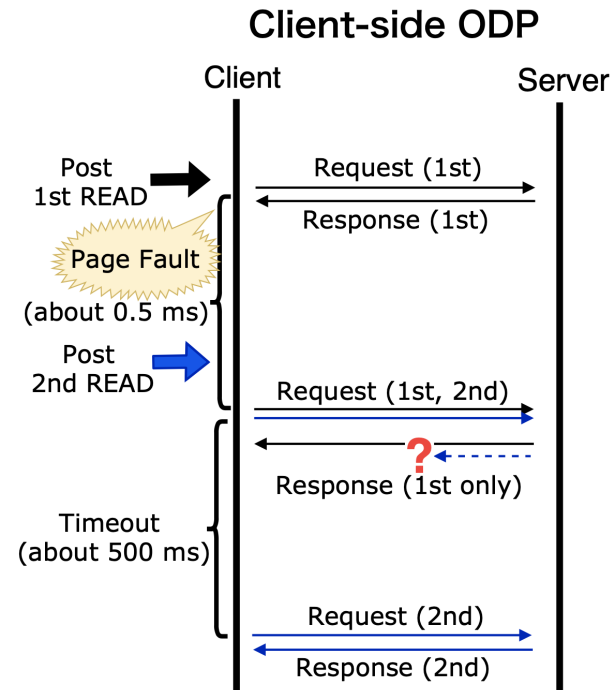 Client-side ODP
Client
Server
Post
1st READ
Request (1st)
Response (1st)
Page Fault
(about 0.5 ms)
Post
2nd READ
Request (1st, 2nd)
?
Response (1st only)
Timeout
(about 500 ms)
Request (2nd)
Response (2nd)